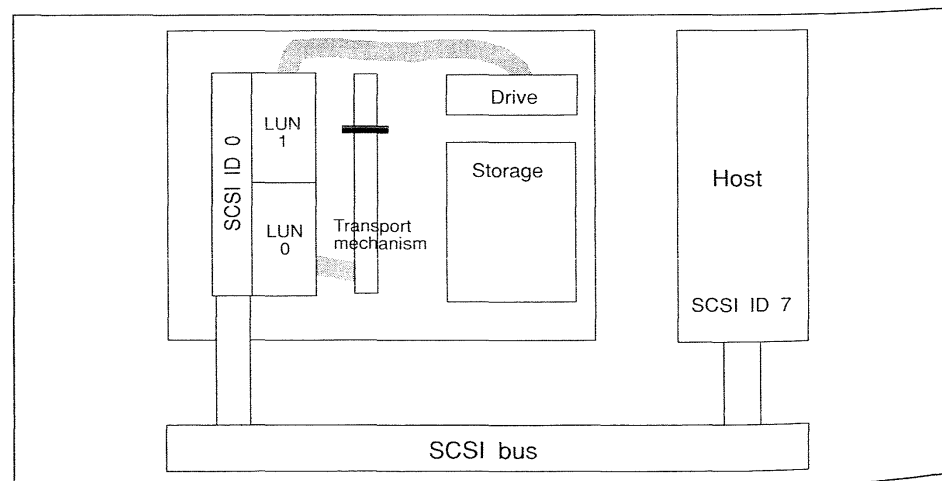 SCSI ID 0
LUN
1
LUN
0
Transport
mechanism
Drive
Storage
Host
SCSI ID 7
SCSI bus